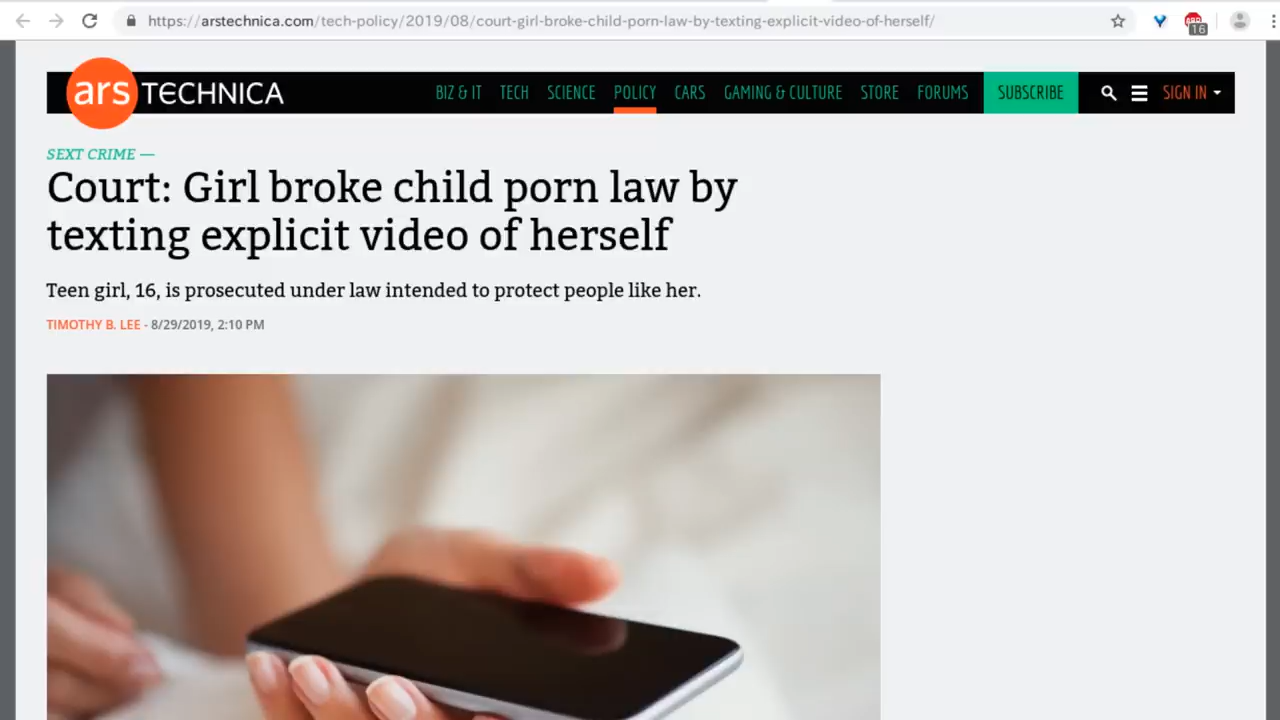 https://arstechnica.com/tech-policy/2019/08/court-girl-broke-child-porn-law-by-texting-explicit-video-of-herself/
16
ars TECHNICA BIZ & IT TECH SCIENCE POLICY CARS GAMING & CULTURE STORE FORUMS SUBSCRIBE SIGN IN
SEXT CRIME —
Court: Girl broke child porn law by
texting explicit video of herself
Teen girl, 16, is prosecuted under law intended to protect people like her.
TIMOTHY B. LEE - 8/29/2019, 2:10 PM